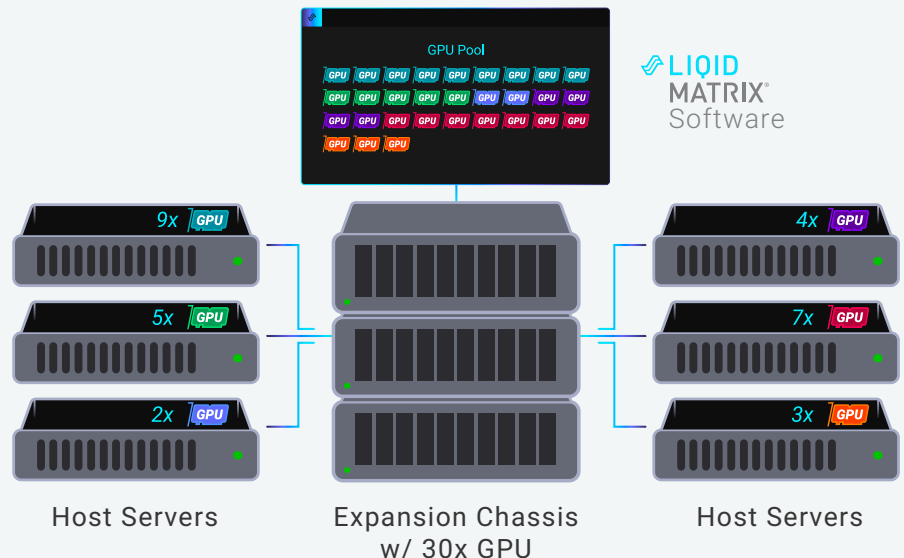 GPU Pool
GPU GPU GPU GPU GPU GPU GPU GPU GPU
GPU GPU GPU GPU GPU GPU GPU GPU GPU
GPU GPU GPU GPU GPU GPU GPU GPU GPU
GPU GPU GPU
LIQID
MATRIX®
Software
9x GPU
5x GPU
2x GPU
4x GPU
7x GPU
3x GPU
Host Servers
Expansion Chassis
w/ 30x GPU
Host Servers